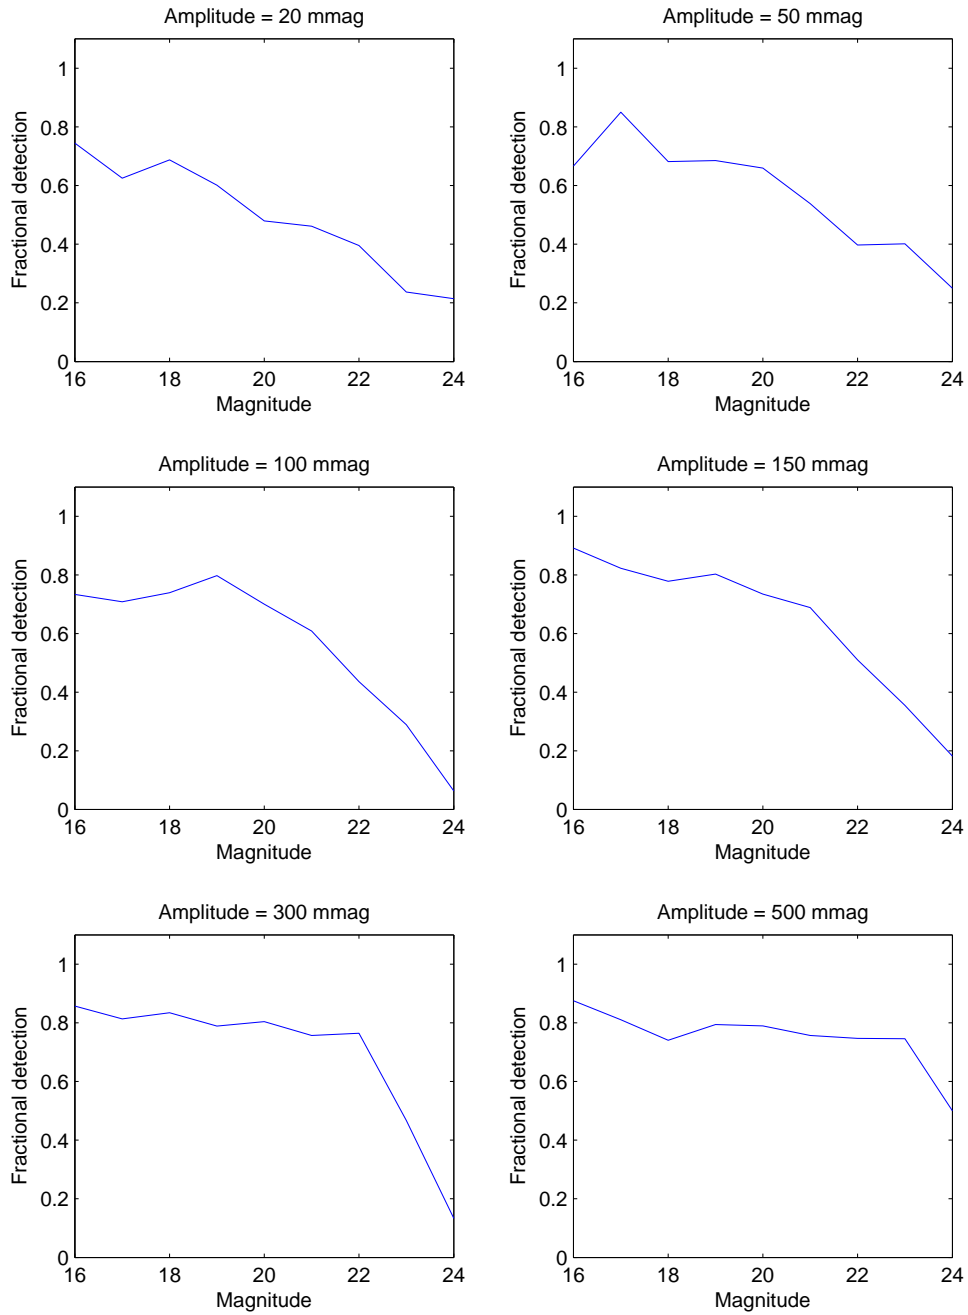 Amplitude = 20 mmag
1
0.8
0.6
0.4
0.2
0
Fractional detection
16 18 20 22 24
Magnitude
Amplitude = 50 mmag
1
0.8
0.6
0.4
0.2
0
Fractional detection
16 18 20 22 24
Magnitude
Amplitude = 100 mmag
1
0.8
0.6
0.4
0.2
0
Fractional detection
16 18 20 22 24
Magnitude
Amplitude = 150 mmag
1
0.8
0.6
0.4
0.2
0
Fractional detection
16 18 20 22 24
Magnitude
Amplitude = 300 mmag
1
0.8
0.6
0.4
0.2
0
Fractional detection
16 18 20 22 24
Magnitude
Amplitude = 500 mmag
1
0.8
0.6
0.4
0.2
0
Fractional detection
16 18 20 22 24
Magnitude